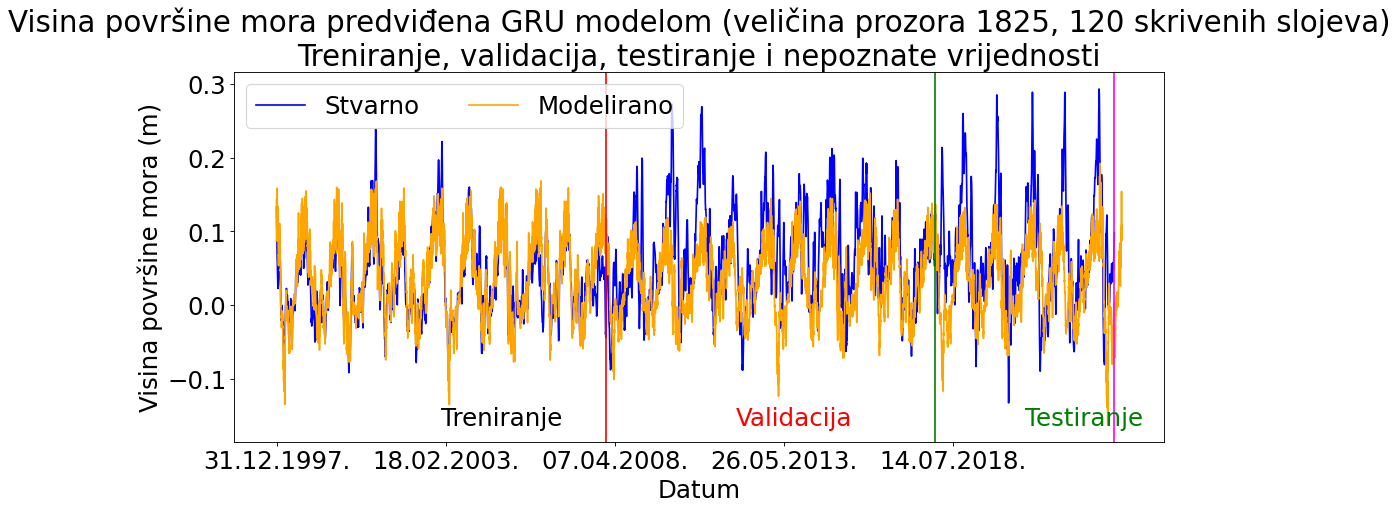 Visina površine mora predviđena GRU modelom (veličina prozora 1825, 120 skrivenih slojeva)
Treniranje, validacija, testiranje i nepoznate vrijednosti
Stvarno Modelirano
Visina površine mora (m)
0.3
0.2
0.1
0.0
−0.1
Treniranje Validacija Testiranje
31.12.1997. 18.02.2003. 07.04.2008. 26.05.2013. 14.07.2018.
Datum